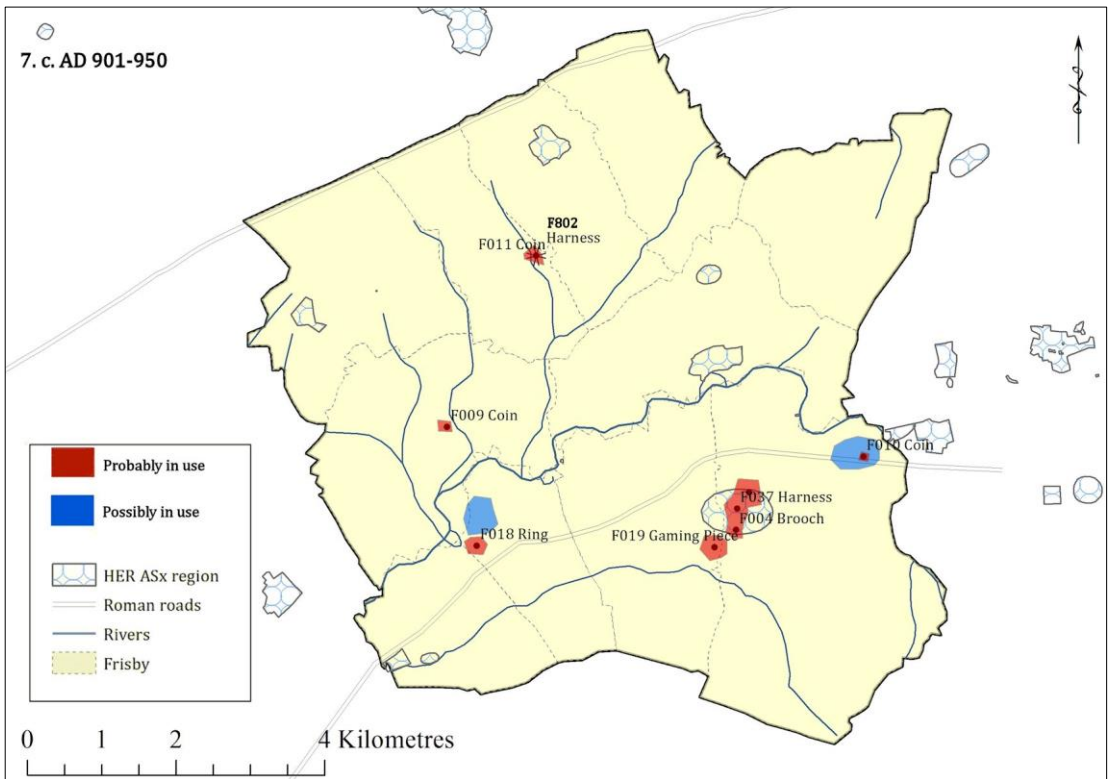 7. c. AD 901-950
F802
Harness
F011 Coin
F009 Coin
F010 Coin
F037 Harness
F004 Brooch
F018 Ring
F019 Gaming Piece
Probably in use
Possibly in use
HER ASx region
Roman roads
Rivers
Frisby
0 1 2 4 Kilometres